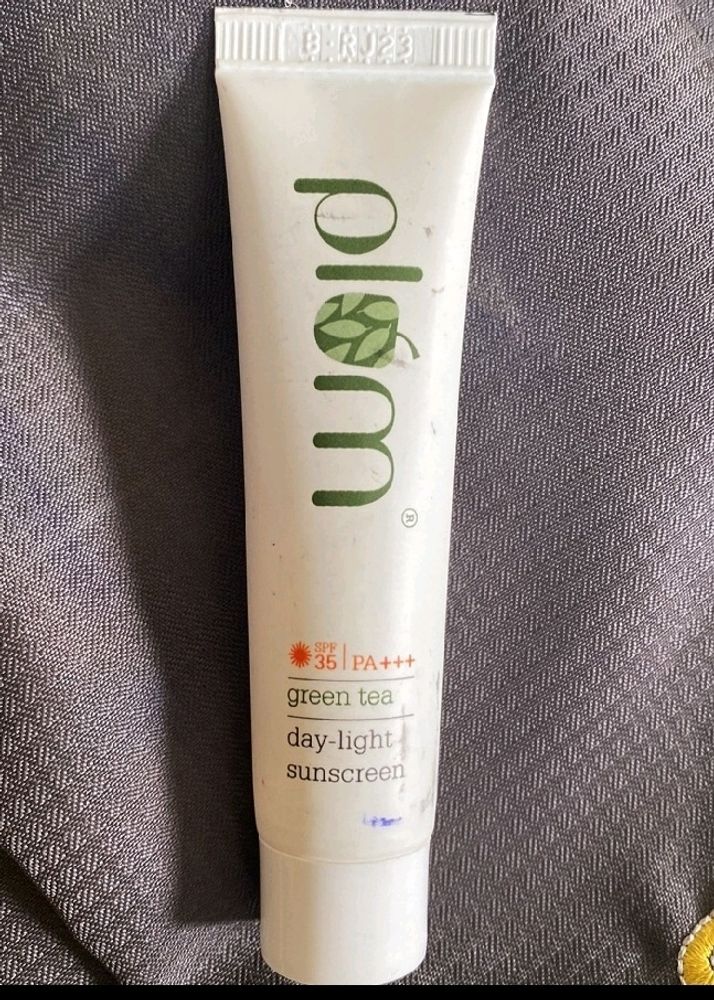 B RJ23
plum
®
SPF
35 | PA+++
green tea
day-light
sunscreen